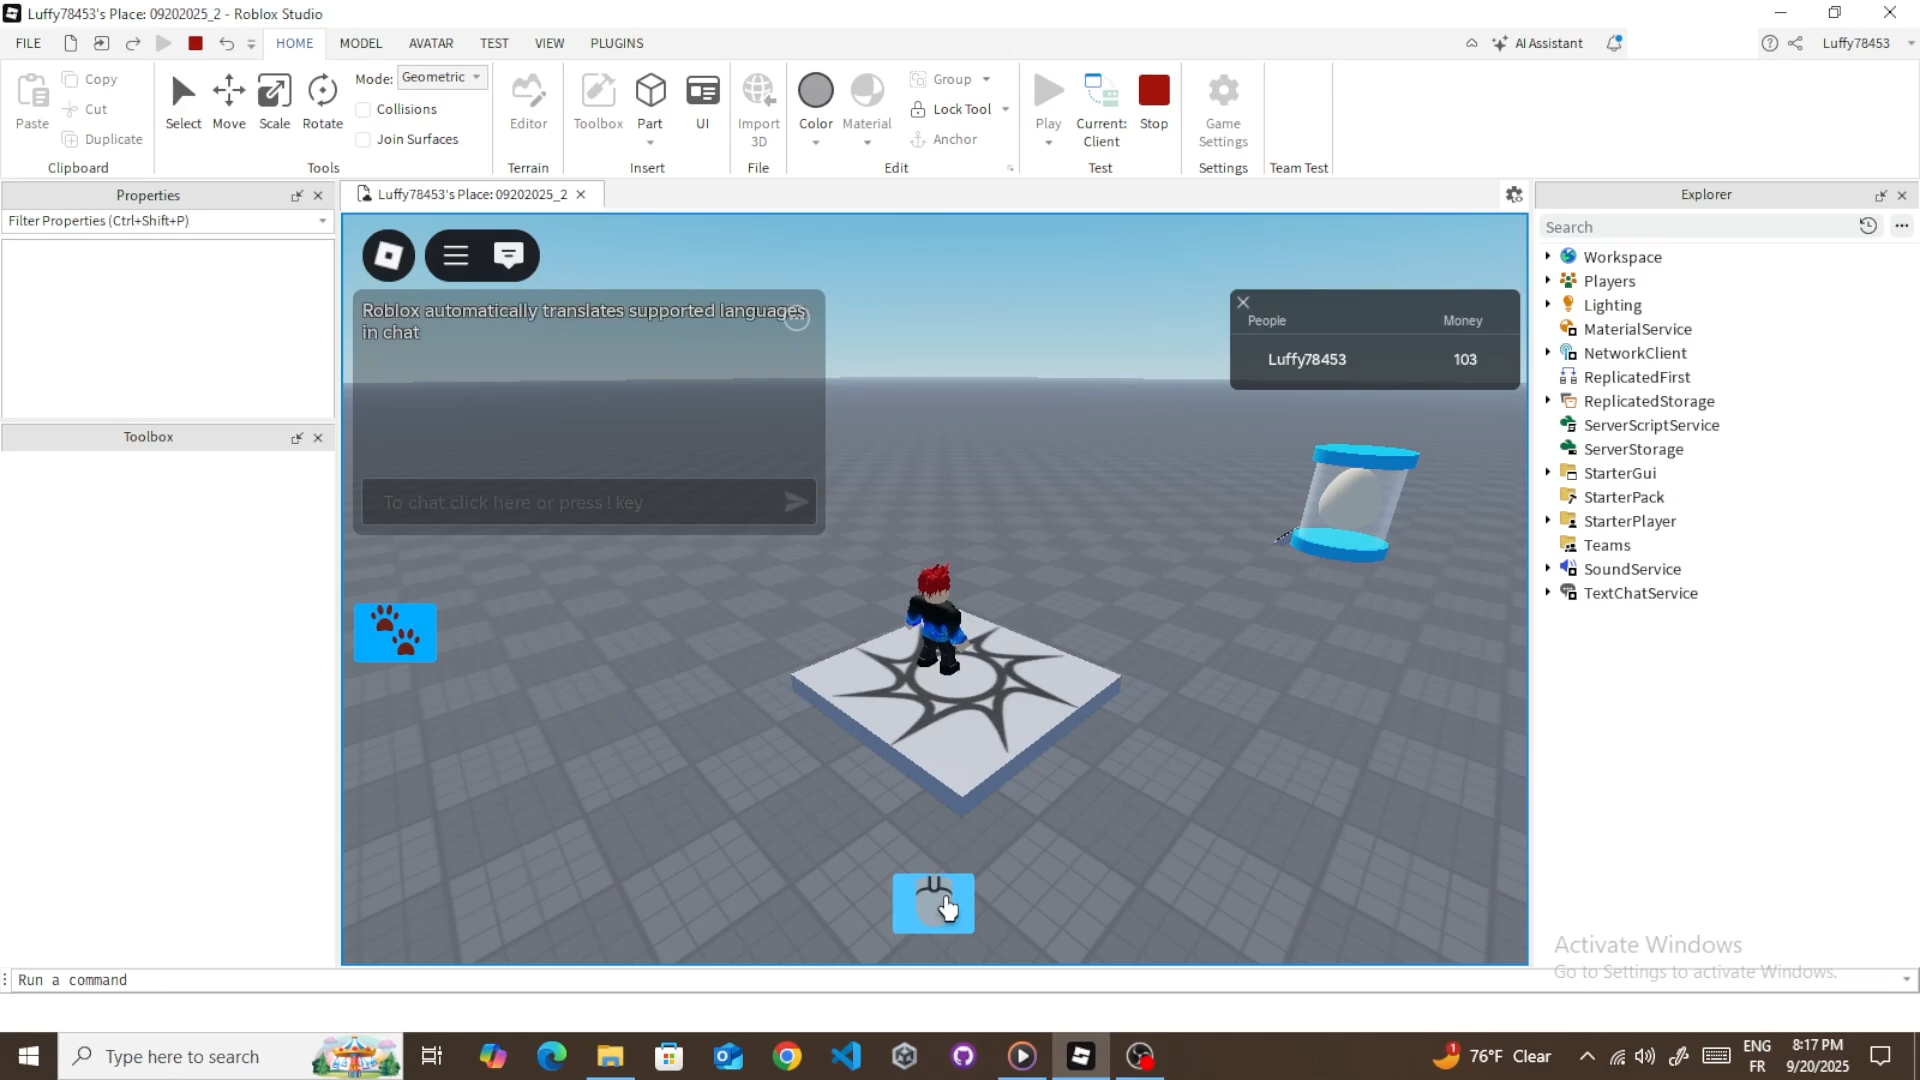 Luffy78453's Place: 09202025_2 - Roblox Studio
FILE HOME MODEL AVATAR TEST VIEW PLUGINS AI Assistant Luffy78453
Paste Copy Cut Duplicate
Clipboard
Select Move Scale Rotate
Mode: Geometric
Collisions
Join Surfaces
Tools
Editor
Terrain
Toolbox Part UI
Insert
Import
3D
File
Color Material
Group
Lock Tool
Anchor
Edit
Play Current:
Client Stop
Test
Game
Settings
Settings
Team Test
Properties
Filter Properties (Ctrl+Shift+P)
Toolbox
Luffy78453's Place: 09202025_2
Roblox automatically translates supported languages
in chat
To chat click here or press ! key
People Money
Luffy78453 103
Explorer
Search
Workspace
Players
Lighting
MaterialService
NetworkClient
ReplicatedFirst
ReplicatedStorage
ServerScriptService
ServerStorage
StarterGui
StarterPack
StarterPlayer
Teams
SoundService
TextChatService
Activate Windows
Go to Settings to activate Windows.
Run a command
Type here to search
1
76°F Clear
ENG
FR
8:17 PM
9/20/2025